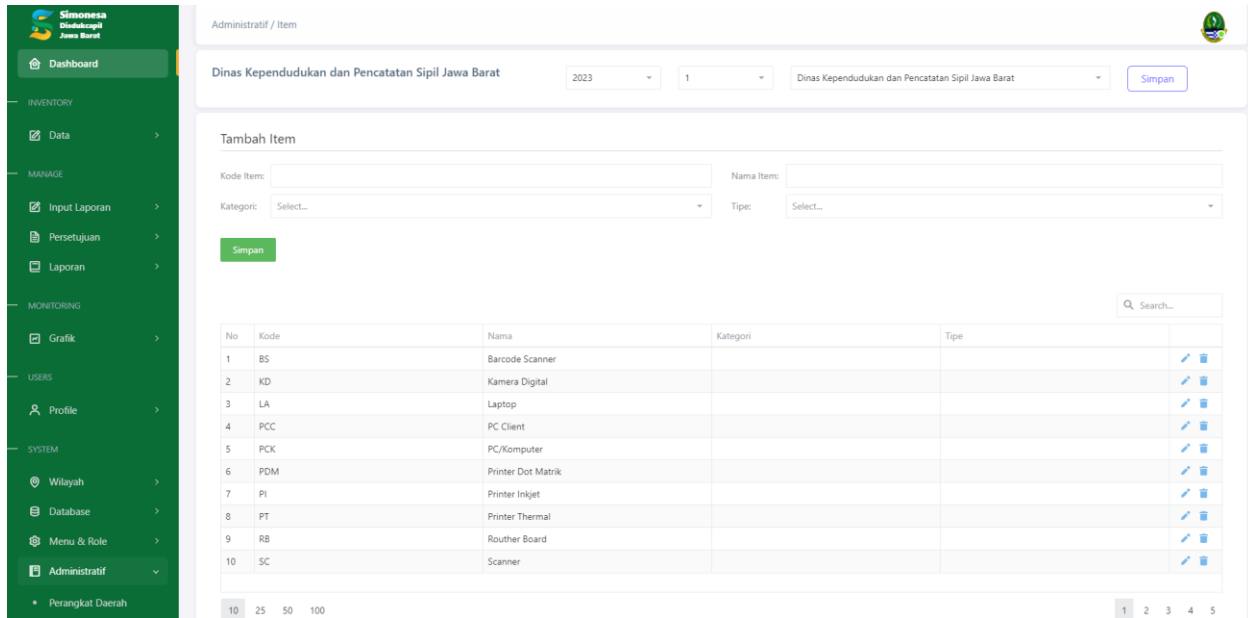 Simonesa
Disdukcapil
Jawa Barat
Dashboard
INVENTORY
Data
MANAGE
Input Laporan
Persetujuan
Laporan
MONITORING
Grafik
USERS
Profile
SYSTEM
Wilayah
Database
Menu & Role
Administratif
Perangkat Daerah
Administratif / Item
Dinas Kependudukan dan Pencatatan Sipil Jawa Barat 2023 1 Dinas Kependudukan dan Pencatatan Sipil Jawa Barat Simpan
Tambah Item
Kode Item: Nama Item:
Kategori: Select... Tipe: Select...
Simpan
Search...
No Kode Nama Kategori Tipe
1 BS Barcode Scanner
2 KD Kamera Digital
3 LA Laptop
4 PCC PC Client
5 PCK PC/Komputer
6 PDM Printer Dot Matrik
7 PI Printer Inkjet
8 PT Printer Thermal
9 RB Routher Board
10 SC Scanner
10 25 50 100 1 2 3 4 5